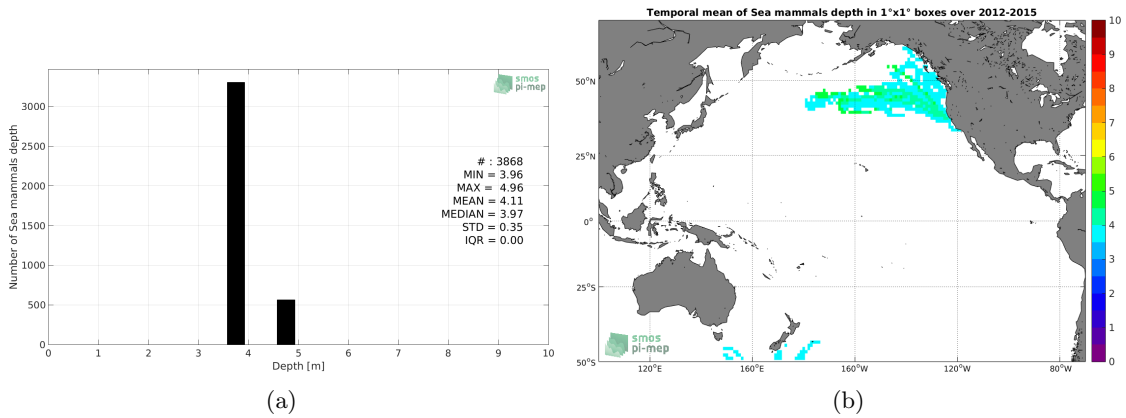 smos
pi-mep
Number of Sea mammals depth
3000
2500
2000
1500
1000
500
0
# : 3868
MIN = 3.96
MAX = 4.96
MEAN = 4.11
MEDIAN = 3.97
STD = 0.35
IQR = 0.00
0 1 2 3 4 5 6 7 8 9 10
Depth [m]
(a)
Temporal mean of Sea mammals depth in 1°x1° boxes over 2012-2015
50°N
25°N
0°
25°S
50°S
120°E 160°E 160°W 120°W 80°W
smos
pi-mep
10
9
8
7
6
5
4
3
2
1
0
(b)